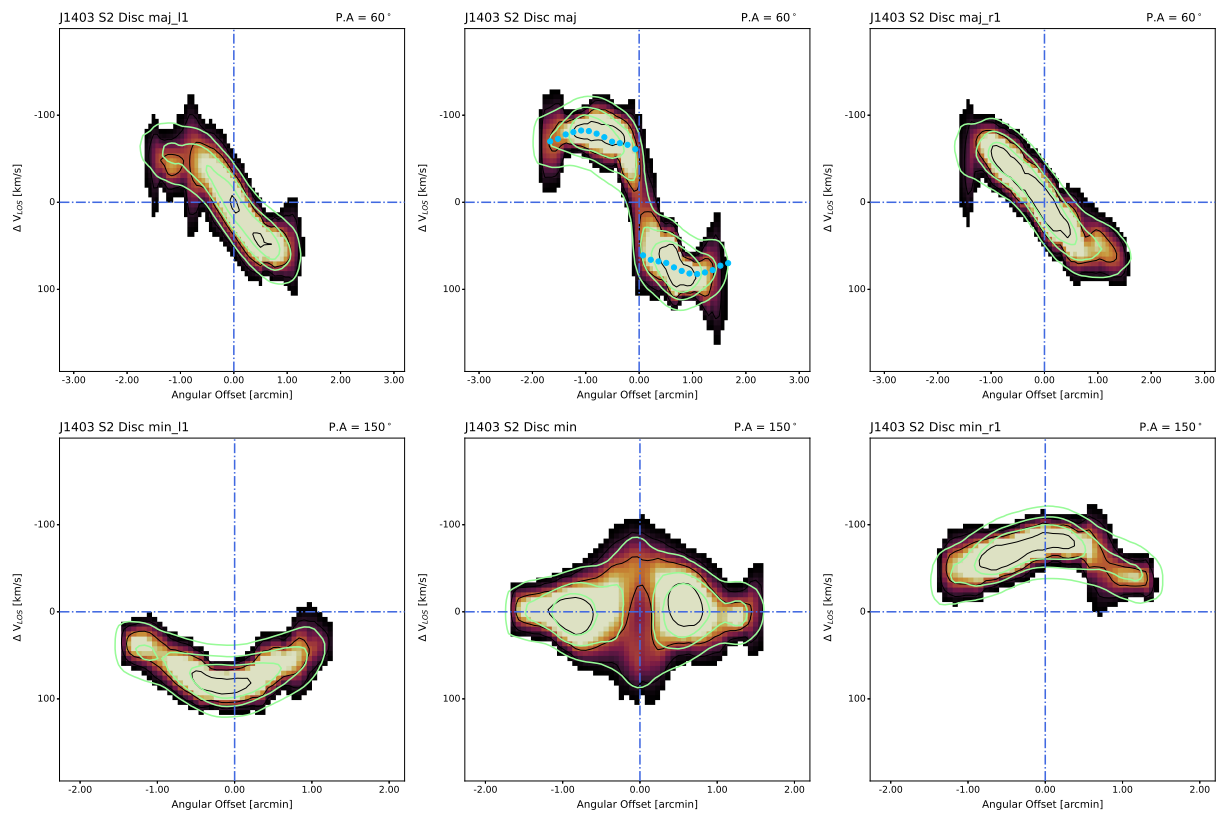 J1403 S2 Disc maj_l1 P.A = 60°
-100
0
100
Δ V_LOS [km/s]
-3.00 -2.00 -1.00 0.00 1.00 2.00 3.00
Angular Offset [arcmin]
J1403 S2 Disc maj P.A = 60°
-100
0
100
Δ V_LOS [km/s]
-3.00 -2.00 -1.00 0.00 1.00 2.00 3.00
Angular Offset [arcmin]
J1403 S2 Disc maj_r1 P.A = 60°
-100
0
100
Δ V_LOS [km/s]
-3.00 -2.00 -1.00 0.00 1.00 2.00 3.00
Angular Offset [arcmin]
J1403 S2 Disc min_l1 P.A = 150°
-100
0
100
Δ V_LOS [km/s]
-2.00 -1.00 0.00 1.00 2.00
Angular Offset [arcmin]
J1403 S2 Disc min P.A = 150°
-100
0
100
Δ V_LOS [km/s]
-2.00 -1.00 0.00 1.00 2.00
Angular Offset [arcmin]
J1403 S2 Disc min_r1 P.A = 150°
-100
0
100
Δ V_LOS [km/s]
-2.00 -1.00 0.00 1.00 2.00
Angular Offset [arcmin]